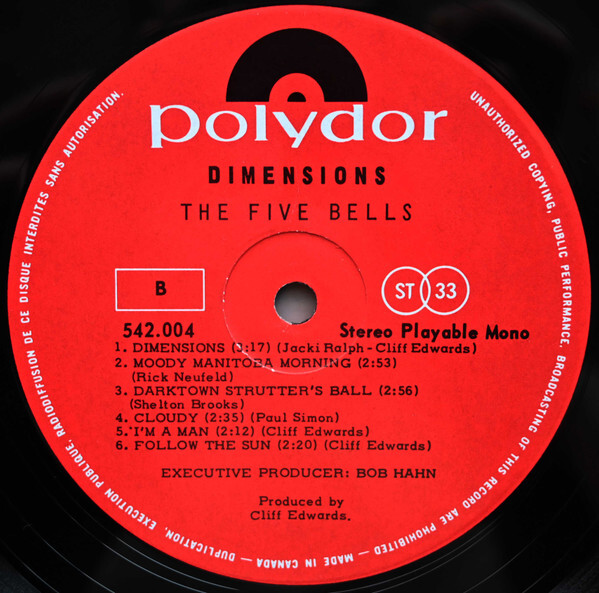 polydor
DIMENSIONS
THE FIVE BELLS
B
ST 33
542.004
Stereo Playable Mono
1. DIMENSIONS (3:17) (Jacki Ralph-Cliff Edwards)
2. MOODY MANITOBA MORNING (2:53)
(Rick Neufeld)
3. DARKTOWN STRUTTER'S BALL (2:56)
(Shelton Brooks)
4. CLOUDY (2:35) (Paul Simon)
5. 'I'M A MAN (2:12) (Cliff Edwards)
6. FOLLOW THE SUN (2:20) (Cliff Edwards)
EXECUTIVE PRODUCER: BOB HAHN
Produced by
Cliff Edwards.
UNAUTHORIZED COPYING, PUBLIC PERFORMANCE, BROADCASTING OF THIS RECORD ARE PROHIBITED — MADE IN CANADA — DUPLICATION, EXECUTION PUBLIQUE, RADIODIFFUSION DE CE DISQUE INTERDITES SANS AUTORISATION.